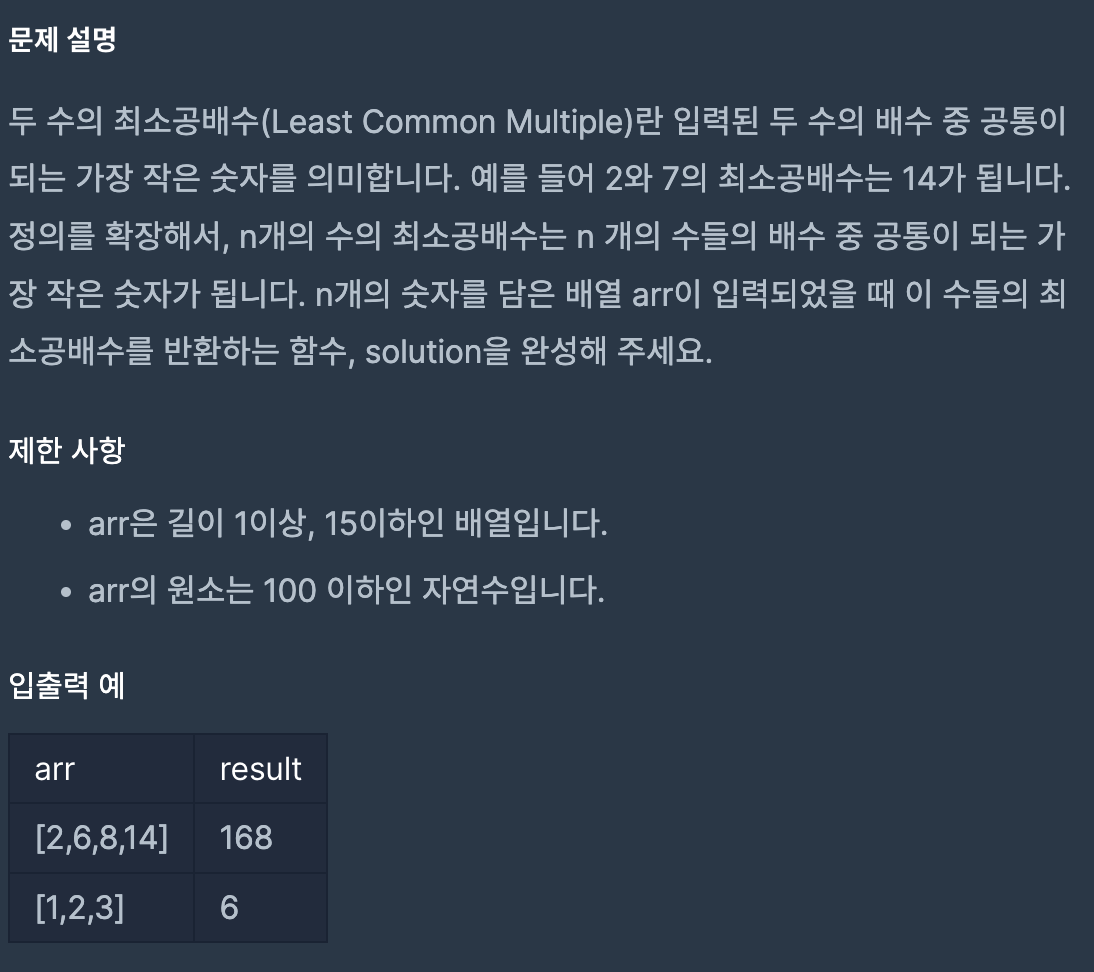 문제 설명
두 수의 최소공배수(Least Common Multiple)란 입력된 두 수의 배수 중 공통이
되는 가장 작은 숫자를 의미합니다. 예를 들어 2와 7의 최소공배수는 14가 됩니다.
정의를 확장해서, n개의 수의 최소공배수는 n 개의 수들의 배수 중 공통이 되는 가
장 작은 숫자가 됩니다. n개의 숫자를 담은 배열 arr이 입력되었을 때 이 수들의 최
소공배수를 반환하는 함수, solution을 완성해 주세요.
제한 사항
• arr은 길이 1이상, 15이하인 배열입니다.
• arr의 원소는 100 이하인 자연수입니다.
입출력 예
arr result
[2,6,8,14] 168
[1,2,3] 6